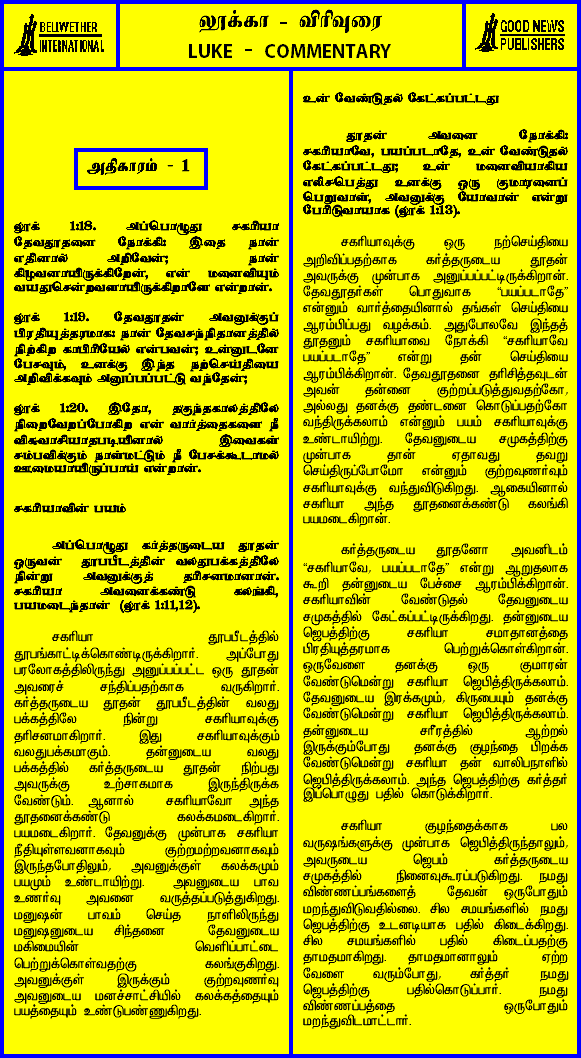 BELLWETHER
INTERNATIONAL
லூக்கா - விரிவுரை
LUKE - COMMENTARY
GOOD NEWS
PUBLISHERS
அதிகாரம் - 1
லூக் 1:18. அப்பொழுது சகரியா
தேவதூதனை நோக்கி: இதை நான்
எதினால் அறிவேன்; நான்
கிழவனாயிருக்கிறேன், என் மனைவியும்
வயதுசென்றவளாயிருக்கிறாளே என்றான்.
லூக் 1:19. தேவதூதன் அவனுக்குப்
பிரதியுத்தரமாக: நான் தேவசந்நிதானத்தில்
நிற்கிற காபிரியேல் என்பவன்; உன்னுடனே
பேசவும், உனக்கு இந்த நற்செய்தியை
அறிவிக்கவும் அனுப்பப்பட்டு வந்தேன்;
லூக் 1:20. இதோ, தகுந்தகாலத்திலே
நிறைவேறப்போகிற என் வார்த்தைகளை நீ
விசுவாசியாதபடியினால் இவைகள்
சம்பவிக்கும் நாள்மட்டும் நீ பேசக்கூடாமல்
ஊமையாயிருப்பாய் என்றான்.
சகரியாவின் பயம்
அப்பொழுது கர்த்தருடைய தூதன்
ஒருவன் தூபபீடத்தின் வலதுபக்கத்திலே
நின்று அவனுக்குத் தரிசனமானான்.
சகரியா அவனைக்கண்டு கலங்கி,
பயமடைந்தான் (லூக் 1:11,12).
சகரியா தூபபீடத்தில்
தூபங்காட்டிக்கொண்டிருக்கிறார். அப்போது
பரலோகத்திலிருந்து அனுப்பப்பட்ட ஒரு தூதன்
அவரைச் சந்திப்பதற்காக வருகிறார்.
கர்த்தருடைய தூதன் தூபபீடத்தின் வலது
பக்கத்திலே நின்று சகரியாவுக்கு
தரிசனமாகிறார். இது சகரியாவுக்கும்
வலதுபக்கமாகும். தன்னுடைய வலது
பக்கத்தில் கர்த்தருடைய தூதன் நிற்பது
அவருக்கு உற்சாகமாக இருந்திருக்க
வேண்டும். ஆனால் சகரியாவோ அந்த
தூதனைக்கண்டு கலக்கமடைகிறார்.
பயமடைகிறார். தேவனுக்கு முன்பாக சகரியா
நீதியுள்ளவனாகவும் குற்றமற்றவனாகவும்
இருந்தபோதிலும், அவனுக்குள் கலக்கமும்
பயமும் உண்டாயிற்று. அவனுடைய பாவ
உணர்வு அவனை வருத்தப்படுத்துகிறது.
மனுஷன் பாவம் செய்த நாளிலிருந்து
மனுஷனுடைய சிந்தனை தேவனுடைய
மகிமையின் வெளிப்பாட்டை
பெற்றுக்கொள்வதற்கு கலங்குகிறது.
அவனுக்குள் இருக்கும் குற்றவுணர்வு
அவனுடைய மனச்சாட்சியில் கலக்கத்தையும்
பயத்தையும் உண்டுபண்ணுகிறது.
உன் வேண்டுதல் கேட்கப்பட்டது
தூதன் அவனை நோக்கி:
சகரியாவே, பயப்படாதே, உன் வேண்டுதல்
கேட்கப்பட்டது; உன் மனைவியாகிய
எலிசபெத்து உனக்கு ஒரு குமாரனைப்
பெறுவாள், அவனுக்கு யோவான் என்று
பேரிடுவாயாக (லூக் 1:13).
சகரியாவுக்கு ஒரு நற்செய்தியை
அறிவிப்பதற்காக கர்த்தருடைய தூதன்
அவருக்கு முன்பாக அனுப்பப்பட்டிருக்கிறான்.
தேவதூதர்கள் பொதுவாக "பயப்படாதே"
என்னும் வார்த்தையினால் தங்கள் செய்தியை
ஆரம்பிப்பது வழக்கம். அதுபோலவே இந்தத்
தூதனும் சகரியாவை நோக்கி "சகரியாவே
பயப்படாதே" என்று தன் செய்தியை
ஆரம்பிக்கிறான். தேவதூதனை தரிசித்தவுடன்
அவன் தன்னை குற்றப்படுத்துவதற்கோ,
அல்லது தனக்கு தண்டனை கொடுப்பதற்கோ
வந்திருக்கலாம் என்னும் பயம் சகரியாவுக்கு
உண்டாயிற்று. தேவனுடைய சமுகத்திற்கு
முன்பாக தான் ஏதாவது தவறு
செய்திருப்போமோ என்னும் குற்றவுணர்வும்
சகரியாவுக்கு வந்துவிடுகிறது. ஆகையினால்
சகரியா அந்த தூதனைக்கண்டு கலங்கி
பயமடைகிறான்.
கர்த்தருடைய தூதனோ அவனிடம்
"சகரியாவே, பயப்படாதே" என்று ஆறுதலாக
கூறி தன்னுடைய பேச்சை ஆரம்பிக்கிறான்.
சகரியாவின் வேண்டுதல் தேவனுடைய
சமுகத்தில் கேட்கப்பட்டிருக்கிறது. தன்னுடைய
ஜெபத்திற்கு சகரியா சமாதானத்தை
பிரதியுத்தரமாக பெற்றுக்கொள்கிறான்.
ஒருவேளை தனக்கு ஒரு குமாரன்
வேண்டுமென்று சகரியா ஜெபித்திருக்கலாம்.
தேவனுடைய இரக்கமும், கிருபையும் தனக்கு
வேண்டுமென்று சகரியா ஜெபித்திருக்கலாம்.
தன்னுடைய சரீரத்தில் ஆற்றல்
இருக்கும்போது தனக்கு குழந்தை பிறக்க
வேண்டுமென்று சகரியா தன் வாலிபநாளில்
ஜெபித்திருக்கலாம். அந்த ஜெபத்திற்கு கர்த்தர்
இப்பொழுது பதில் கொடுக்கிறார்.
சகரியா குழந்தைக்காக பல
வருஷங்களுக்கு முன்பாக ஜெபித்திருந்தாலும்,
அவருடைய ஜெபம் கர்த்தருடைய
சமுகத்தில் நினைவுகூரப்படுகிறது. நமது
விண்ணப்பங்களைத் தேவன் ஒருபோதும்
மறந்துவிடுவதில்லை. சில சமயங்களில் நமது
ஜெபத்திற்கு உடனடியாக பதில் கிடைக்கிறது.
சில சமயங்களில் பதில் கிடைப்பதற்கு
தாமதமாகிறது. தாமதமானாலும் ஏற்ற
வேளை வரும்போது, கர்த்தர் நமது
ஜெபத்திற்கு பதில்கொடுப்பார். நமது
விண்ணப்பத்தை ஒருபோதும்
மறந்துவிடமாட்டார்.